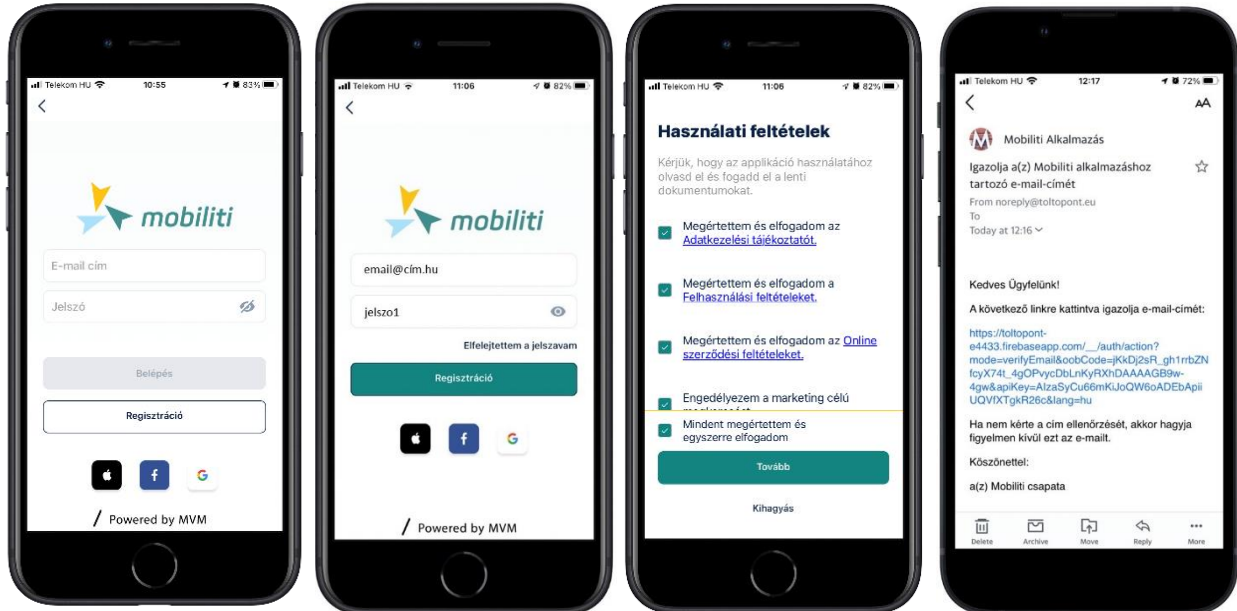 Telekom HU
10:55
83%
mobiliti
E-mail cím
Jelszó
Belépés
Regisztráció
f
G
Powered by MVM
Telekom HU
11:06
82%
mobiliti
email@cím.hu
jelszo1
Elfelejtettem a jelszavam
Regisztráció
f
G
Powered by MVM
Telekom HU
11:06
82%
Használati feltételek
Kérjük, hogy az applikáció használatához
olvasd el és fogadd el a lenti
dokumentumokat.
Megértettem és elfogadom az
Adatkezelési tájékoztatót.
Megértettem és elfogadom a
Felhasználási feltételeket.
Megértettem és elfogadom az Online
szerződési feltételeket.
Engedélyezem a marketing célú
Mindent megértettem és
egyszerre elfogadom
Tovább
Kihagyás
Telekom HU
12:17
72%
AA
M
Mobiliti Alkalmazás
Igazolja a(z) Mobiliti alkalmazáshoz
tartozó e-mail-címét
From noreply@toltopont.eu
To
Today at 12:16
Kedves Ügyfelünk!
A következő linkre kattintva igazolja e-mail-címét:
https://toltopont-
e4433.firebaseapp.com/__/auth/action?
mode=verifyEmail&oobCode=jKkDj2sR_gh1rrbZN
fcyX74t_4gOPvycDbLnKyRXhDAAAAGB9w-
4gw&apiKey=AIzaSyCu66mKiJoQW6oADEbApii
UQVfXTgkR26c&lang=hu
Ha nem kérte a cím ellenőrzését, akkor hagyja
figyelmen kívül ezt az e-mailt.
Köszönettel:
a(z) Mobiliti csapata
Delete
Archive
Move
Reply
More